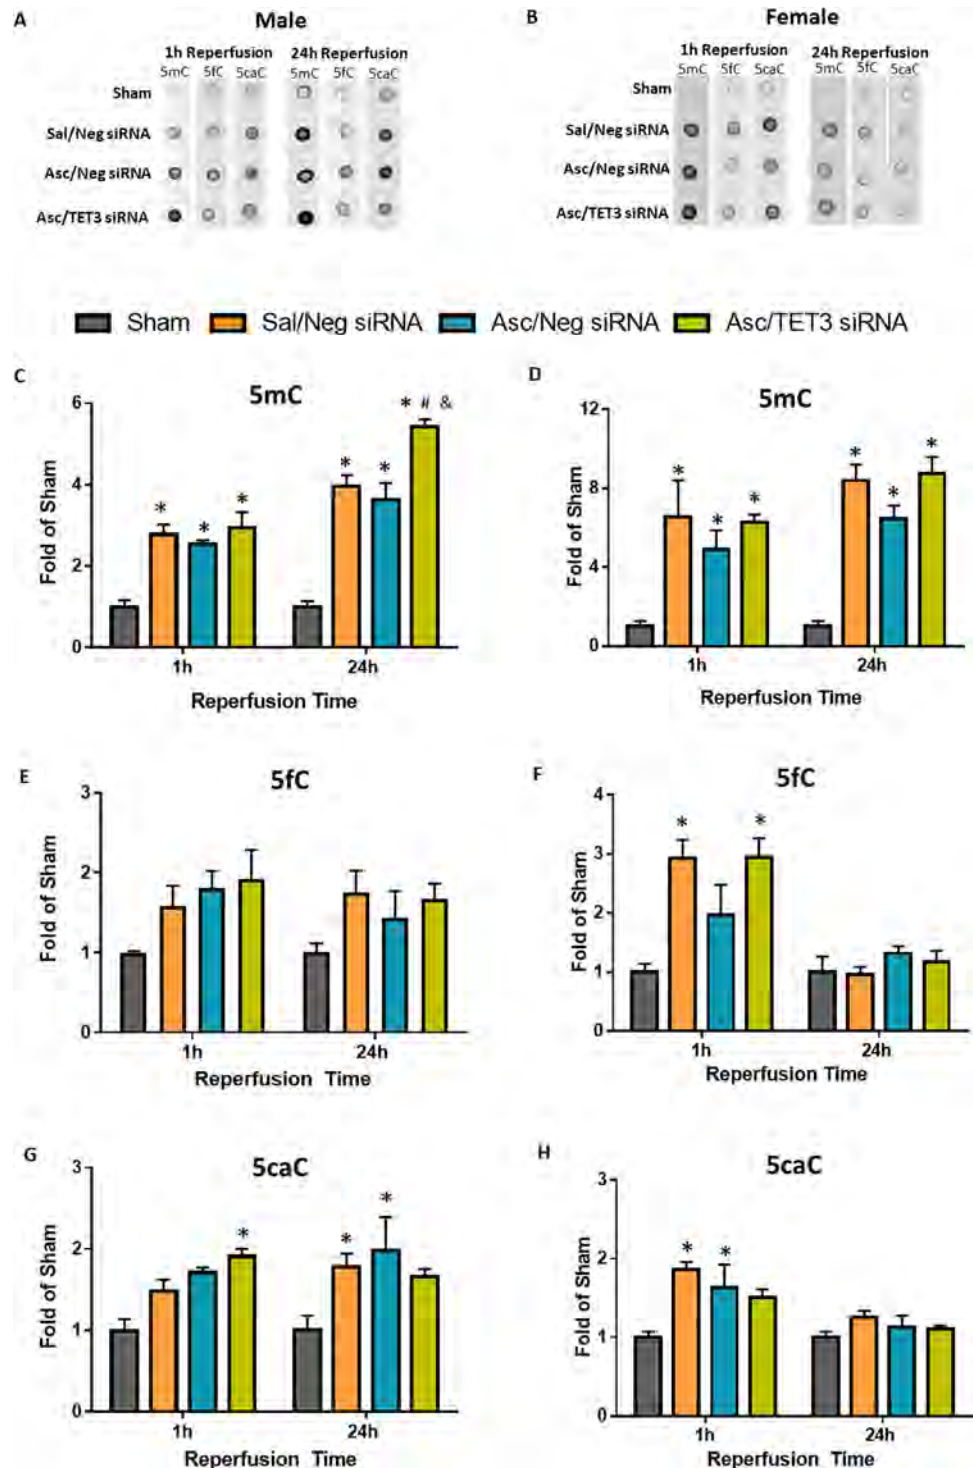 A
Male
1h Reperfusion 24h Reperfusion
5mC 5fC 5caC 5mC 5fC 5caC
Sham
Sal/Neg siRNA
Asc/Neg siRNA
Asc/TET3 siRNA
B
Female
1h Reperfusion 24h Reperfusion
5mC 5fC 5caC 5mC 5fC 5caC
Sham
Sal/Neg siRNA
Asc/Neg siRNA
Asc/TET3 siRNA
Sham Sal/Neg siRNA Asc/Neg siRNA Asc/TET3 siRNA
C
5mC
Fold of Sham
6
4
2
0
* * * * * * # &
1h 24h
Reperfusion Time
D
5mC
Fold of Sham
12
8
4
0
* * * * * *
1h 24h
Reperfusion Time
E
5fC
Fold of Sham
3
2
1
0
1h 24h
Reperfusion Time
F
5fC
Fold of Sham
4
3
2
1
0
* *
1h 24h
Reperfusion Time
G
5caC
Fold of Sham
3
2
1
0
* * *
1h 24h
Reperfusion Time
H
5caC
Fold of Sham
3
2
1
0
* *
1h 24h
Reperfusion Time